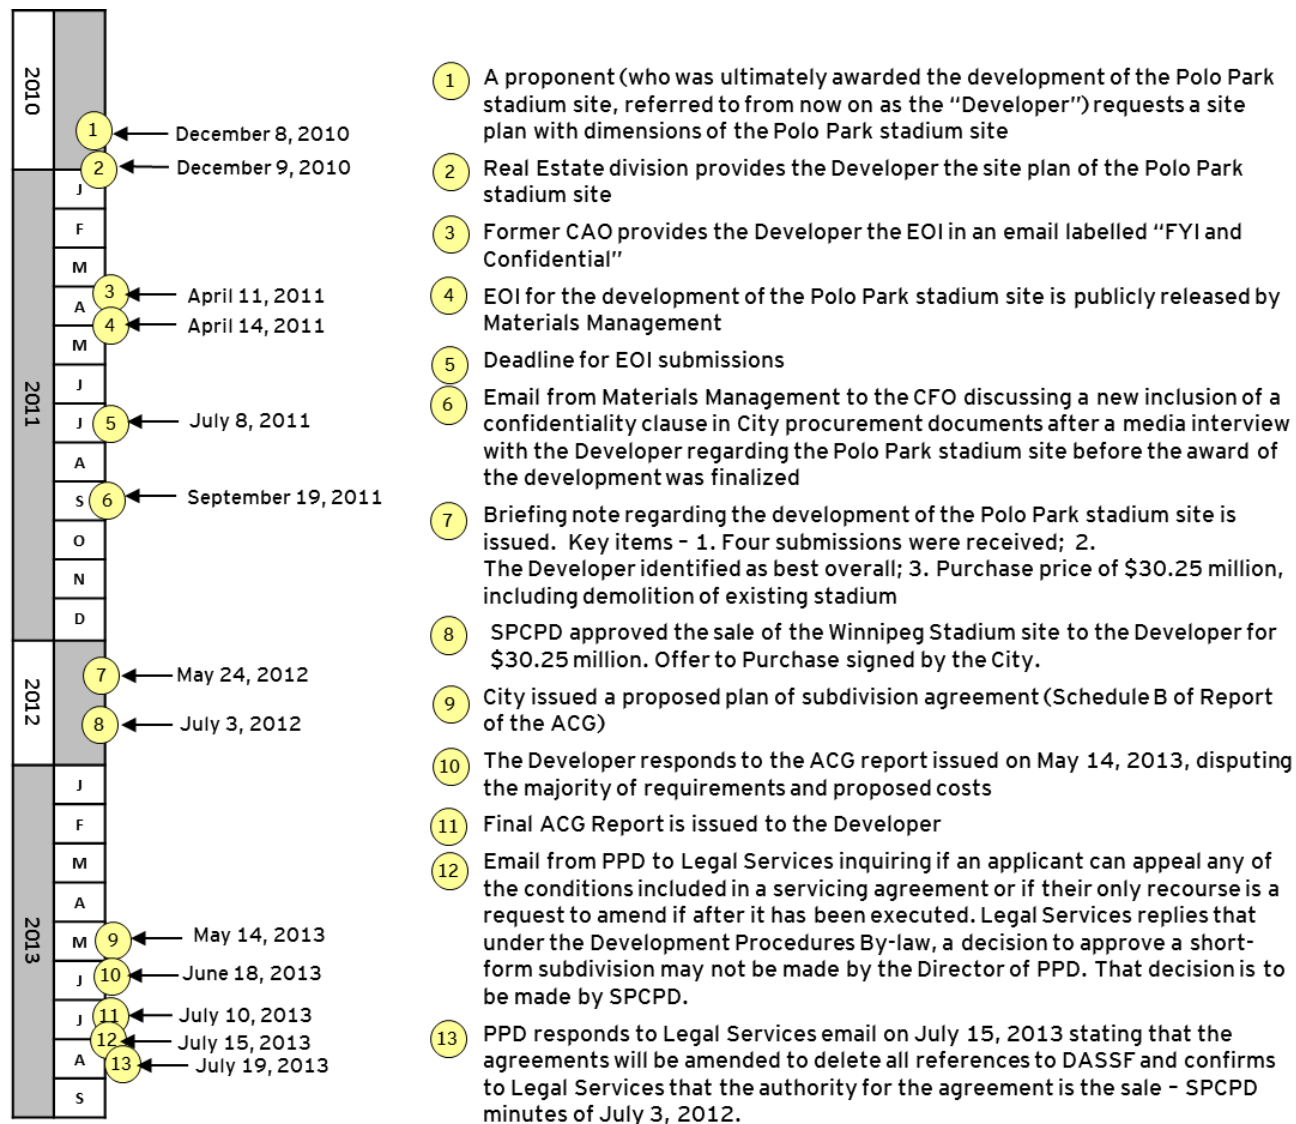 2010
1
December 8, 2010
2
December 9, 2010
2011
J
F
M
3
April 11, 2011
A
4
April 14, 2011
M
J
J
5
July 8, 2011
A
S
6
September 19, 2011
O
N
D
2012
7
May 24, 2012
8
July 3, 2012
2013
J
F
M
A
M
9
May 14, 2013
J
10
June 18, 2013
J
11
July 10, 2013
12
July 15, 2013
A
13
July 19, 2013
S
1
A proponent (who was ultimately awarded the development of the Polo Park
stadium site, referred to from now on as the “Developer”) requests a site
plan with dimensions of the Polo Park stadium site
2
Real Estate division provides the Developer the site plan of the Polo Park
stadium site
3
Former CAO provides the Developer the EOI in an email labelled “FYI and
Confidential”
4
EOI for the development of the Polo Park stadium site is publicly released by
Materials Management
5
Deadline for EOI submissions
6
Email from Materials Management to the CFO discussing a new inclusion of a
confidentiality clause in City procurement documents after a media interview
with the Developer regarding the Polo Park stadium site before the award of
the development was finalized
7
Briefing note regarding the development of the Polo Park stadium site is
issued. Key items – 1. Four submissions were received; 2.
The Developer identified as best overall; 3. Purchase price of $30.25 million,
including demolition of existing stadium
8
SPCPD approved the sale of the Winnipeg Stadium site to the Developer for
$30.25 million. Offer to Purchase signed by the City.
9
City issued a proposed plan of subdivision agreement (Schedule B of Report
of the ACG)
10
The Developer responds to the ACG report issued on May 14, 2013, disputing
the majority of requirements and proposed costs
11
Final ACG Report is issued to the Developer
12
Email from PPD to Legal Services inquiring if an applicant can appeal any of
the conditions included in a servicing agreement or if their only recourse is a
request to amend if after it has been executed. Legal Services replies that
under the Development Procedures By-law, a decision to approve a short-
form subdivision may not be made by the Director of PPD. That decision is to
be made by SPCPD.
13
PPD responds to Legal Services email on July 15, 2013 stating that the
agreements will be amended to delete all references to DASSF and confirms
to Legal Services that the authority for the agreement is the sale – SPCPD
minutes of July 3, 2012.